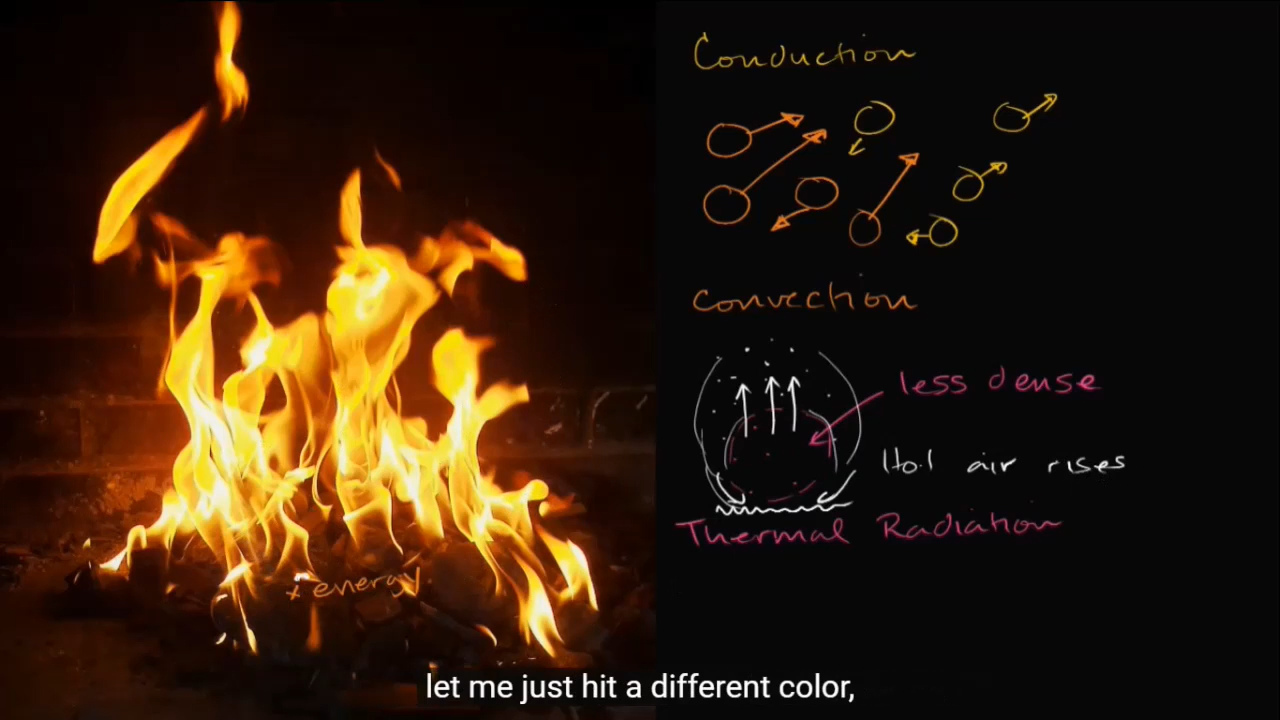 Conduction
Convection
less dense
Hot air rises
Thermal Radiation
+ energy
let me just hit a different color,